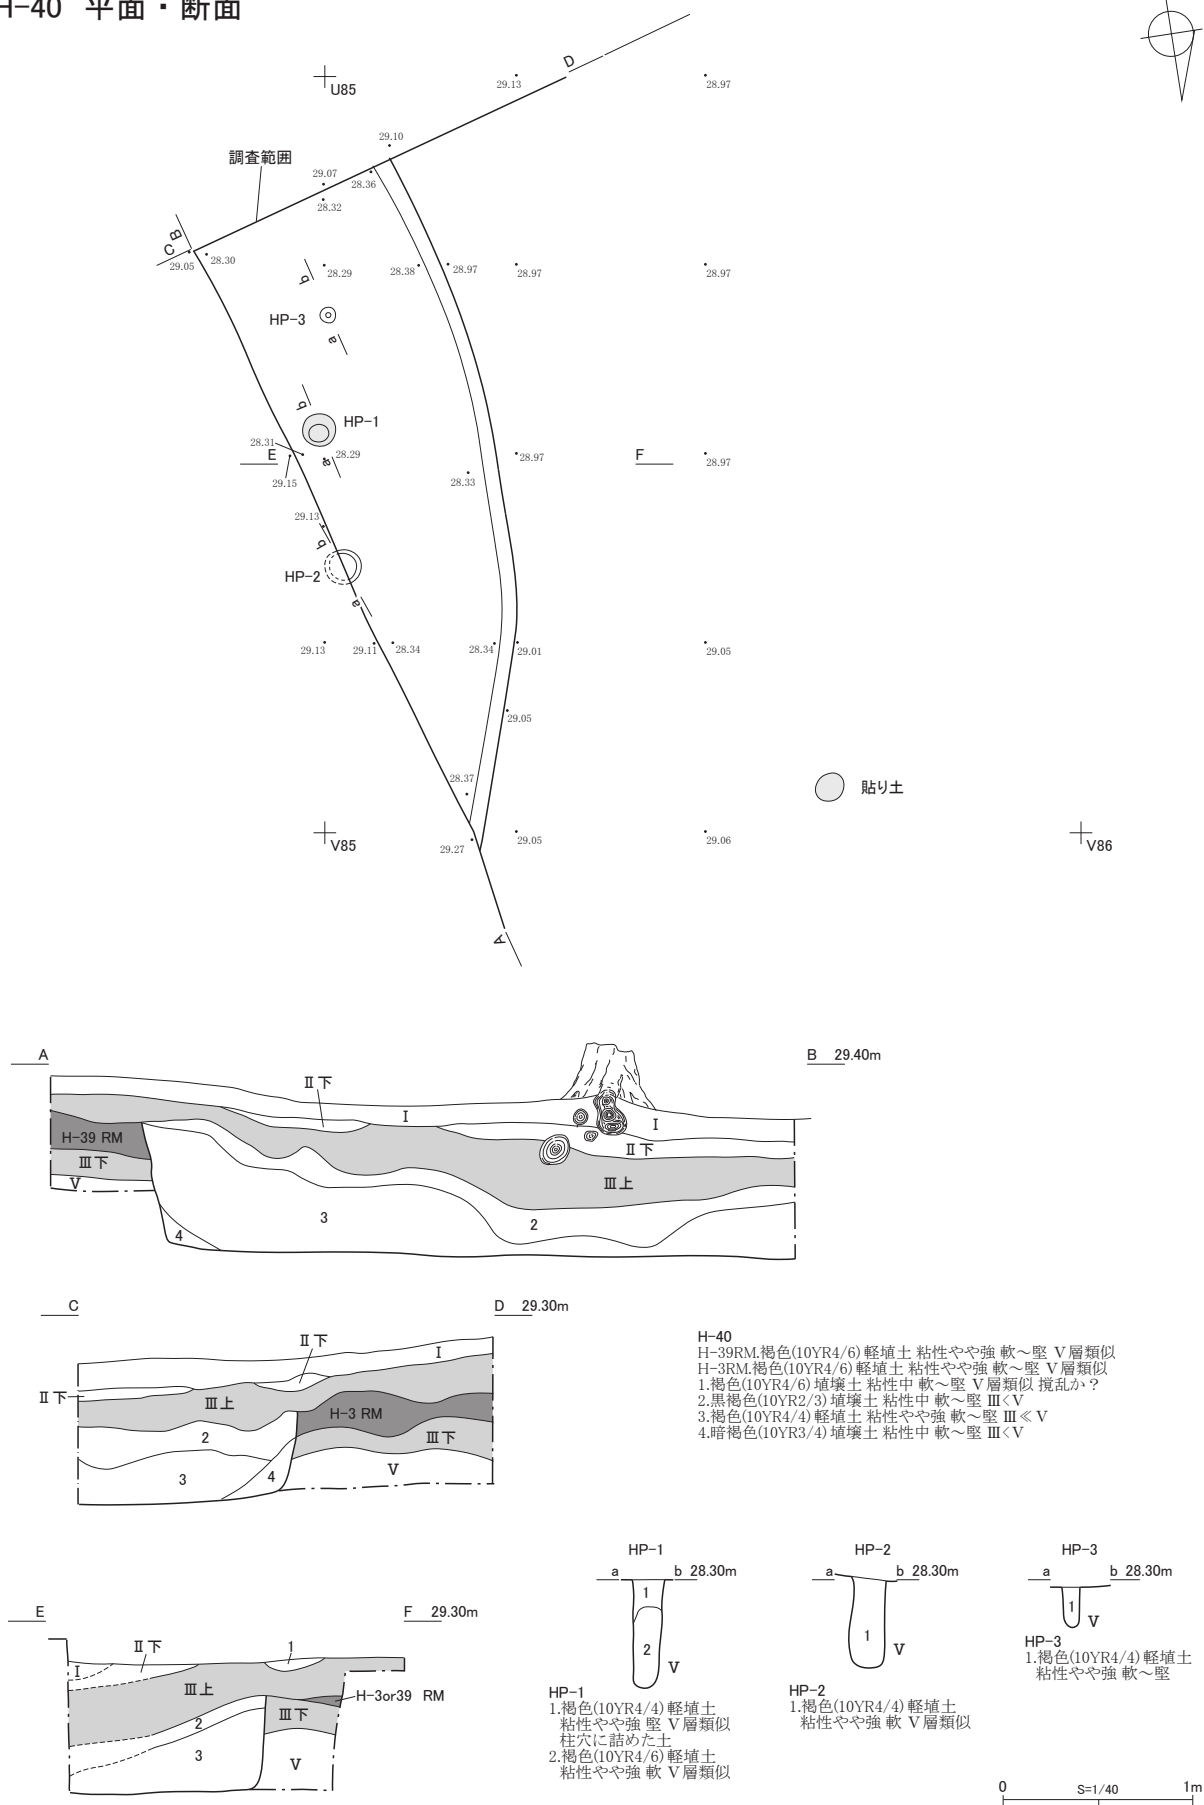 H-40 平面・断面
D
U85
29.13
28.97
29.10
調査範囲
29.07
28.36
28.32
B
C
29.05
28.30
b
28.29
28.38
28.97
28.97
28.97
HP-3
a
b
HP-1
28.31
E
a
28.29
28.97
F
28.97
29.15
28.33
29.13
b
HP-2
a
29.13
29.11
28.34
28.34
29.01
29.05
29.05
28.37
貼り土
V85
29.27
29.05
29.06
V86
A
A
B 29.40m
Ⅱ下
Ⅰ
Ⅰ
H-39 RM
Ⅱ下
Ⅲ下
Ⅴ
Ⅲ上
3
2
4
C
D 29.30m
Ⅱ下
Ⅰ
Ⅱ下
Ⅲ上
H-3 RM
2
Ⅲ下
3
4
Ⅴ
H-40
H-39RM.褐色(10YR4/6)軽埴土 粘性やや強 軟～堅 Ⅴ層類似
H-3RM.褐色(10YR4/6)軽埴土 粘性やや強 軟～堅 Ⅴ層類似
1.褐色(10YR4/6)埴壌土 粘性中 軟～堅 Ⅴ層類似 撹乱か？
2.黒褐色(10YR2/3)埴壌土 粘性中 軟～堅 Ⅲ<Ⅴ
3.褐色(10YR4/4)軽埴土 粘性やや強 軟～堅 Ⅲ≪Ⅴ
4.暗褐色(10YR3/4)埴壌土 粘性中 軟～堅 Ⅲ<Ⅴ
E
F 29.30m
Ⅱ下
1
Ⅰ
Ⅲ上
H-3or39 RM
2
Ⅲ下
3
Ⅴ
HP-1
a
b 28.30m
1
2
Ⅴ
HP-1
1.褐色(10YR4/4)軽埴土
粘性やや強 堅 Ⅴ層類似
柱穴に詰めた土
2.褐色(10YR4/6)軽埴土
粘性やや強 軟 Ⅴ層類似
HP-2
a
b 28.30m
1
Ⅴ
HP-2
1.褐色(10YR4/4)軽埴土
粘性やや強 軟 Ⅴ層類似
HP-3
a
b 28.30m
1
Ⅴ
HP-3
1.褐色(10YR4/4)軽埴土
粘性やや強 軟～堅
0
S=1/40
1m